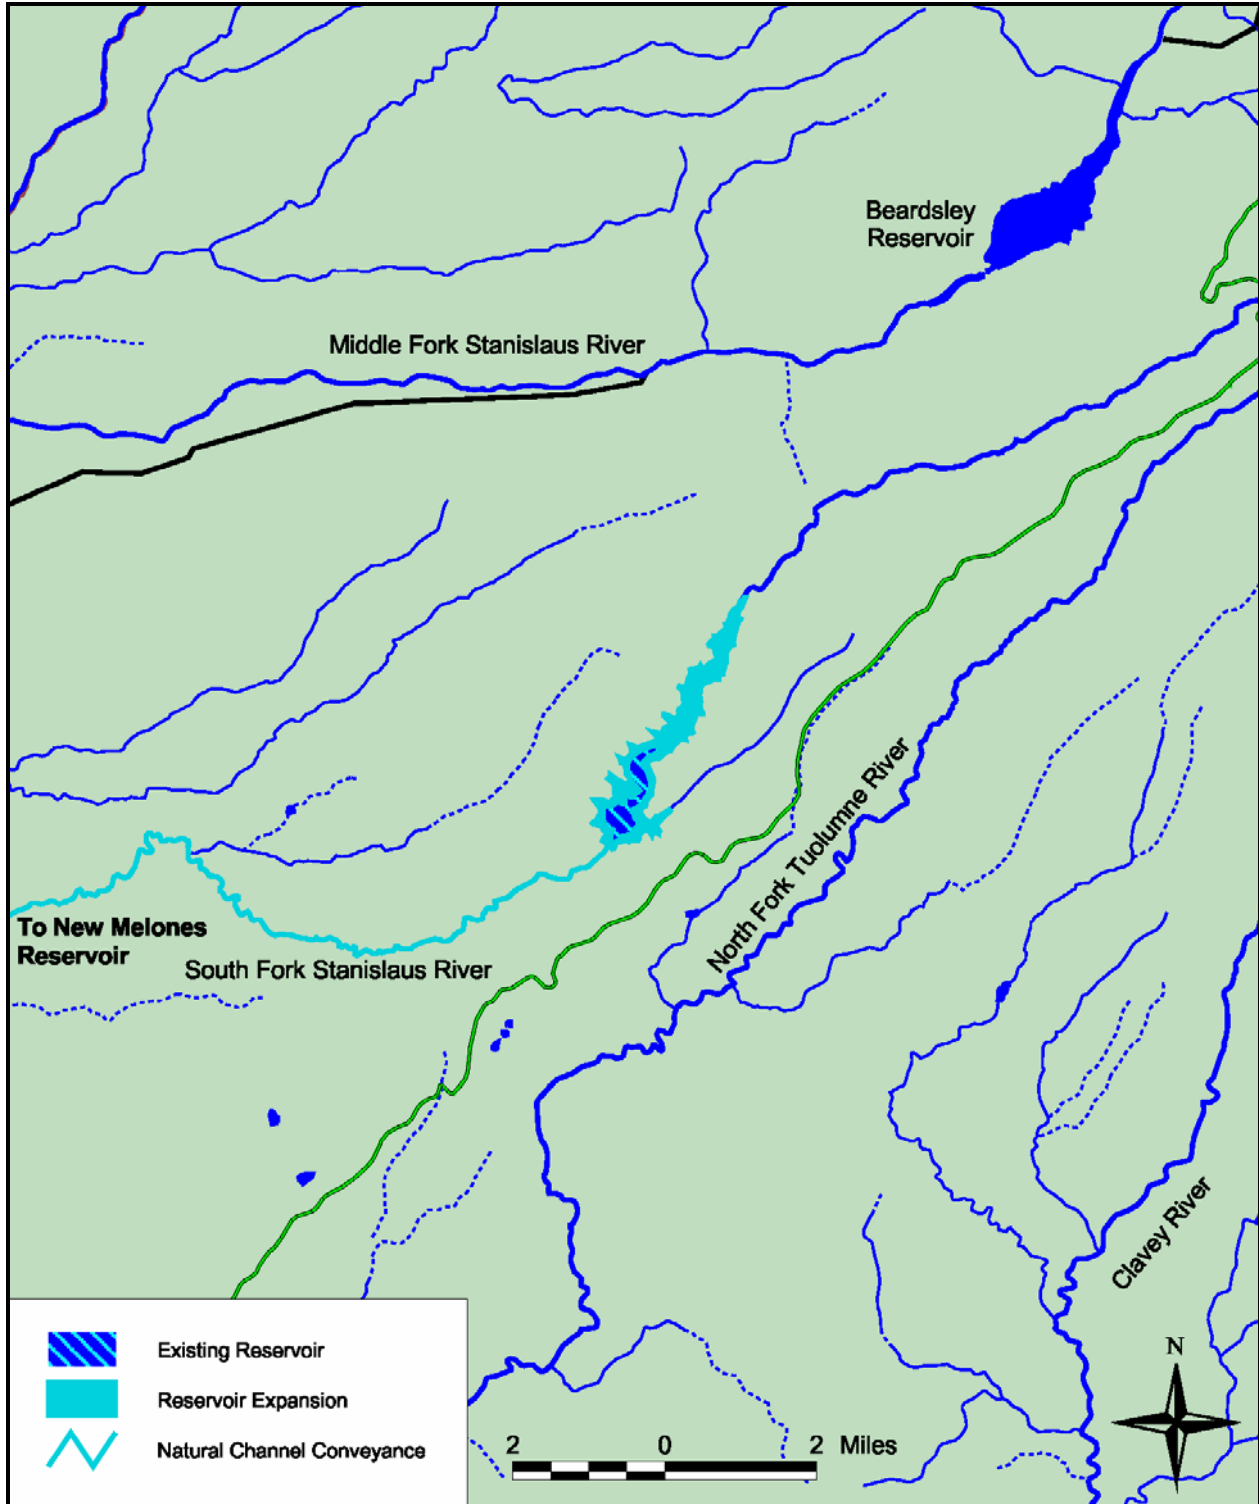 Beardsley
Reservoir
Middle Fork Stanislaus River
North Fork Tuolumne River
To New Melones
Reservoir
South Fork Stanislaus River
Clavey River
Existing Reservoir
Reservoir Expansion
Natural Channel Conveyance
2 0 2 Miles
N